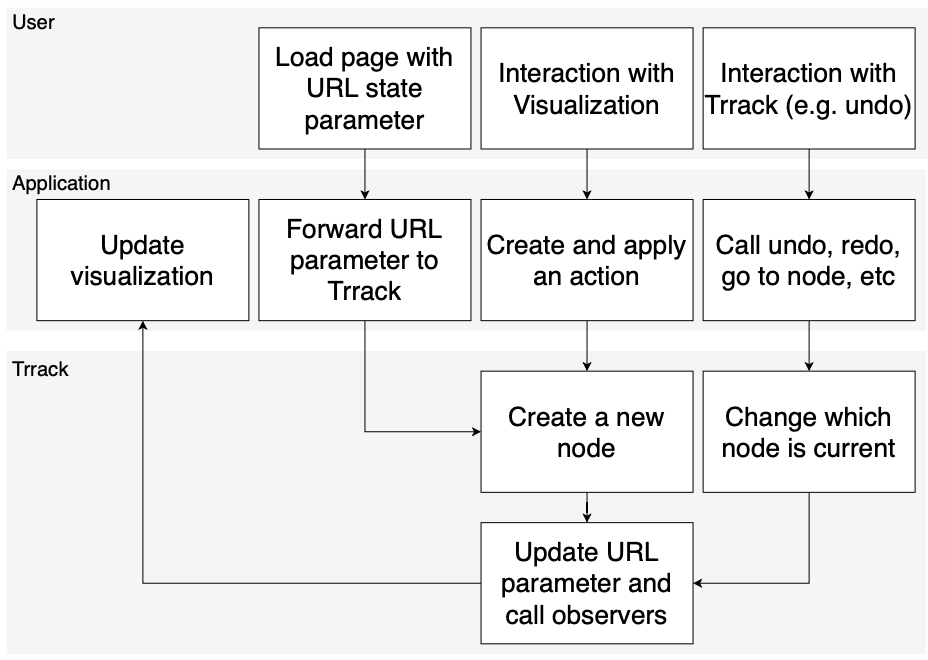 User
Load page with
URL state
parameter
Interaction with
Visualization
Interaction with
Trrack (e.g. undo)
Application
Update
visualization
Forward URL
parameter to
Trrack
Create and apply
an action
Call undo, redo,
go to node, etc
Trrack
Create a new
node
Change which
node is current
Update URL
parameter and
call observers